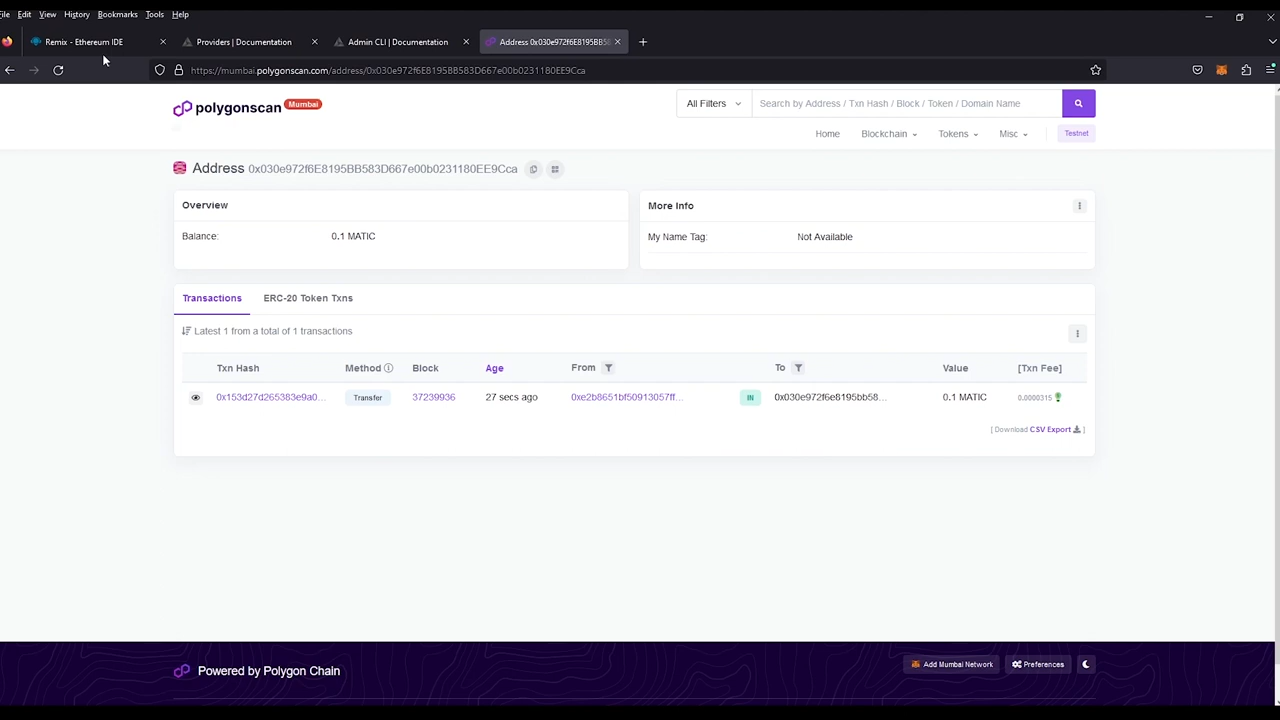 File Edit View History Bookmarks Tools Help
Remix - Ethereum IDE Providers | Documentation Admin CLI | Documentation Address 0x030e972f6E8195BB5
https://mumbai.polygonscan.com/address/0x030e972f6E8195BB583D667e00b0231180EE9Cca
polygonscan Mumbai
All Filters Search by Address / Txn Hash / Block / Token / Domain Name
Home Blockchain Tokens Misc Testnet
Address 0x030e972f6E8195BB583D667e00b0231180EE9Cca
Overview
Balance: 0.1 MATIC
More Info
My Name Tag: Not Available
Transactions ERC-20 Token Txns
Latest 1 from a total of 1 transactions
Txn Hash Method Block Age From To Value [Txn Fee]
0x153d27d265383e9a0... Transfer 37239936 27 secs ago 0xe2b8651bf50913057ff... IN 0x030e972f6e8195bb58... 0.1 MATIC 0.0000315
[ Download CSV Export ]
Powered by Polygon Chain
Add Mumbai Network Preferences